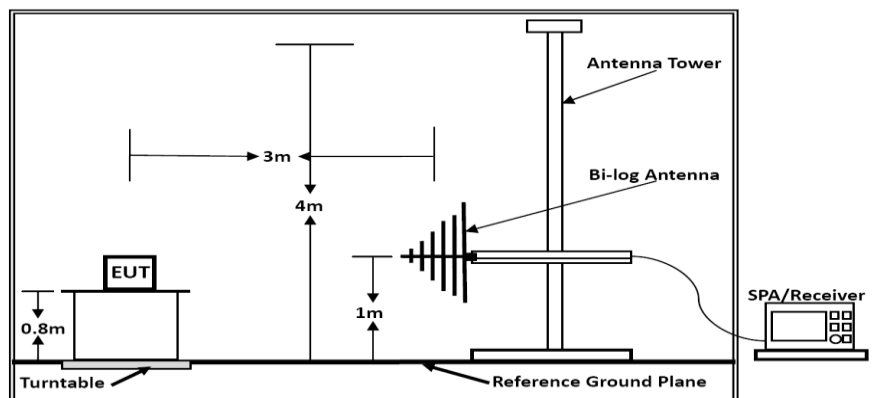 Antenna Tower
3m
Bi-log Antenna
4m
EUT
SPA/Receiver
0.8m
1m
Turntable
Reference Ground Plane